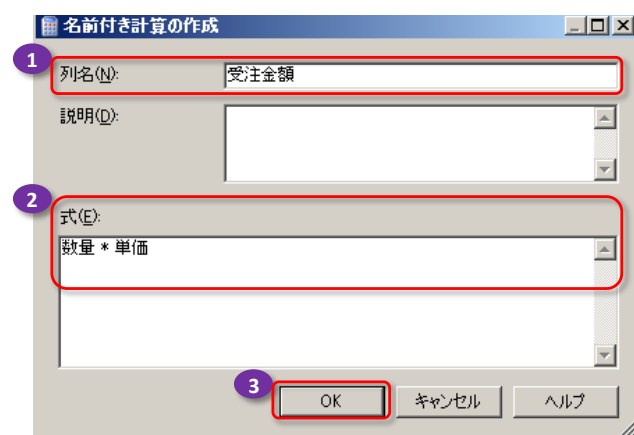 名前付き計算の作成
1
列名(N):
受注金額
説明(D):
2
式(E):
数量 * 単価
3
OK
キャンセル
ヘルプ